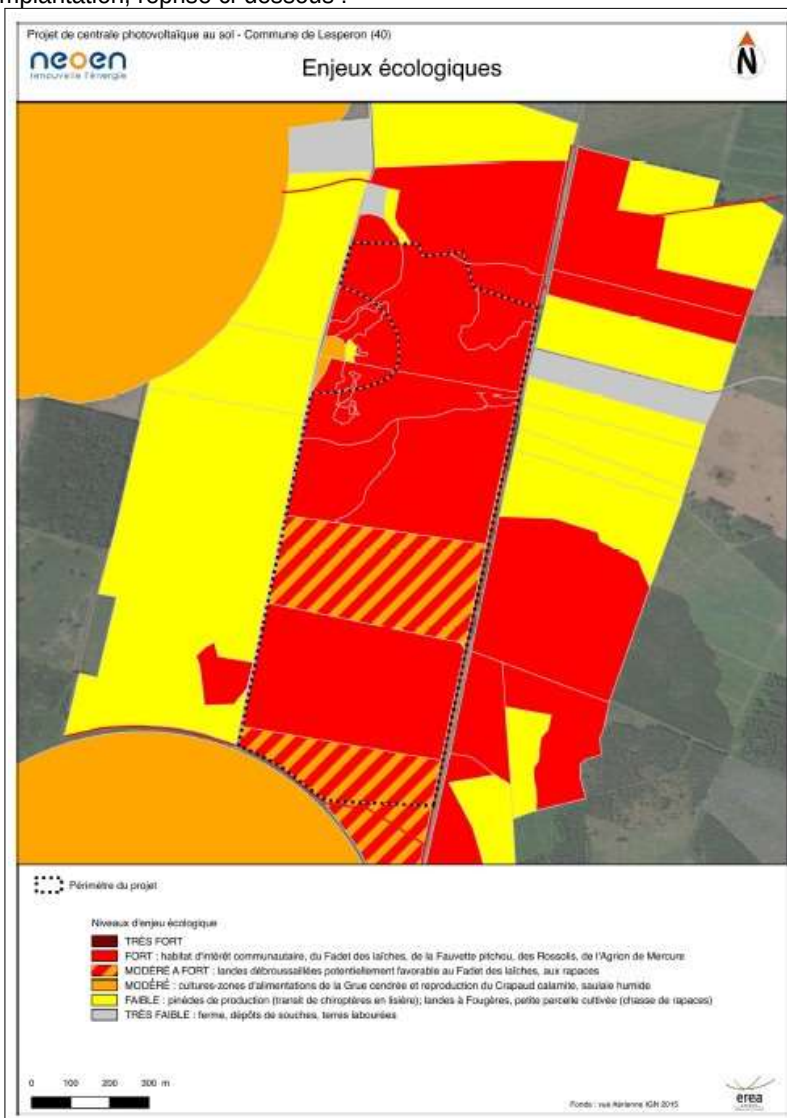 implantation, reprise ci-dessous :
Projet de centrale photovoltaïque au sol - Commune de Lesperon (40)
neoen
renouvelle l'énergie
Enjeux écologiques
N
Périmètre du projet
Niveaux d'enjeu écologique
TRÈS FORT
FORT : habitat d'intérêt communautaire, du Fadet des laîches, de la Fauvette pitchou, des Rossolis, de l'Agrion de Mercure
MODÉRÉ A FORT : landes débroussaillées potentiellement favorable au Fadet des laîches, aux rapaces
MODÉRÉ : cultures-zones d'alimentations de la Grue cendrée et reproduction du Crapaud calamite, saulaie humide
FAIBLE : pinèdes de production (transit de chiroptères en lisière); landes à Fougères, petite parcelle cultivée (chasse de rapaces)
TRÈS FAIBLE : ferme, dépôts de souches, terres labourées
0 100 200 300 m
Fonds : vue Aérienne IGN 2015
erea